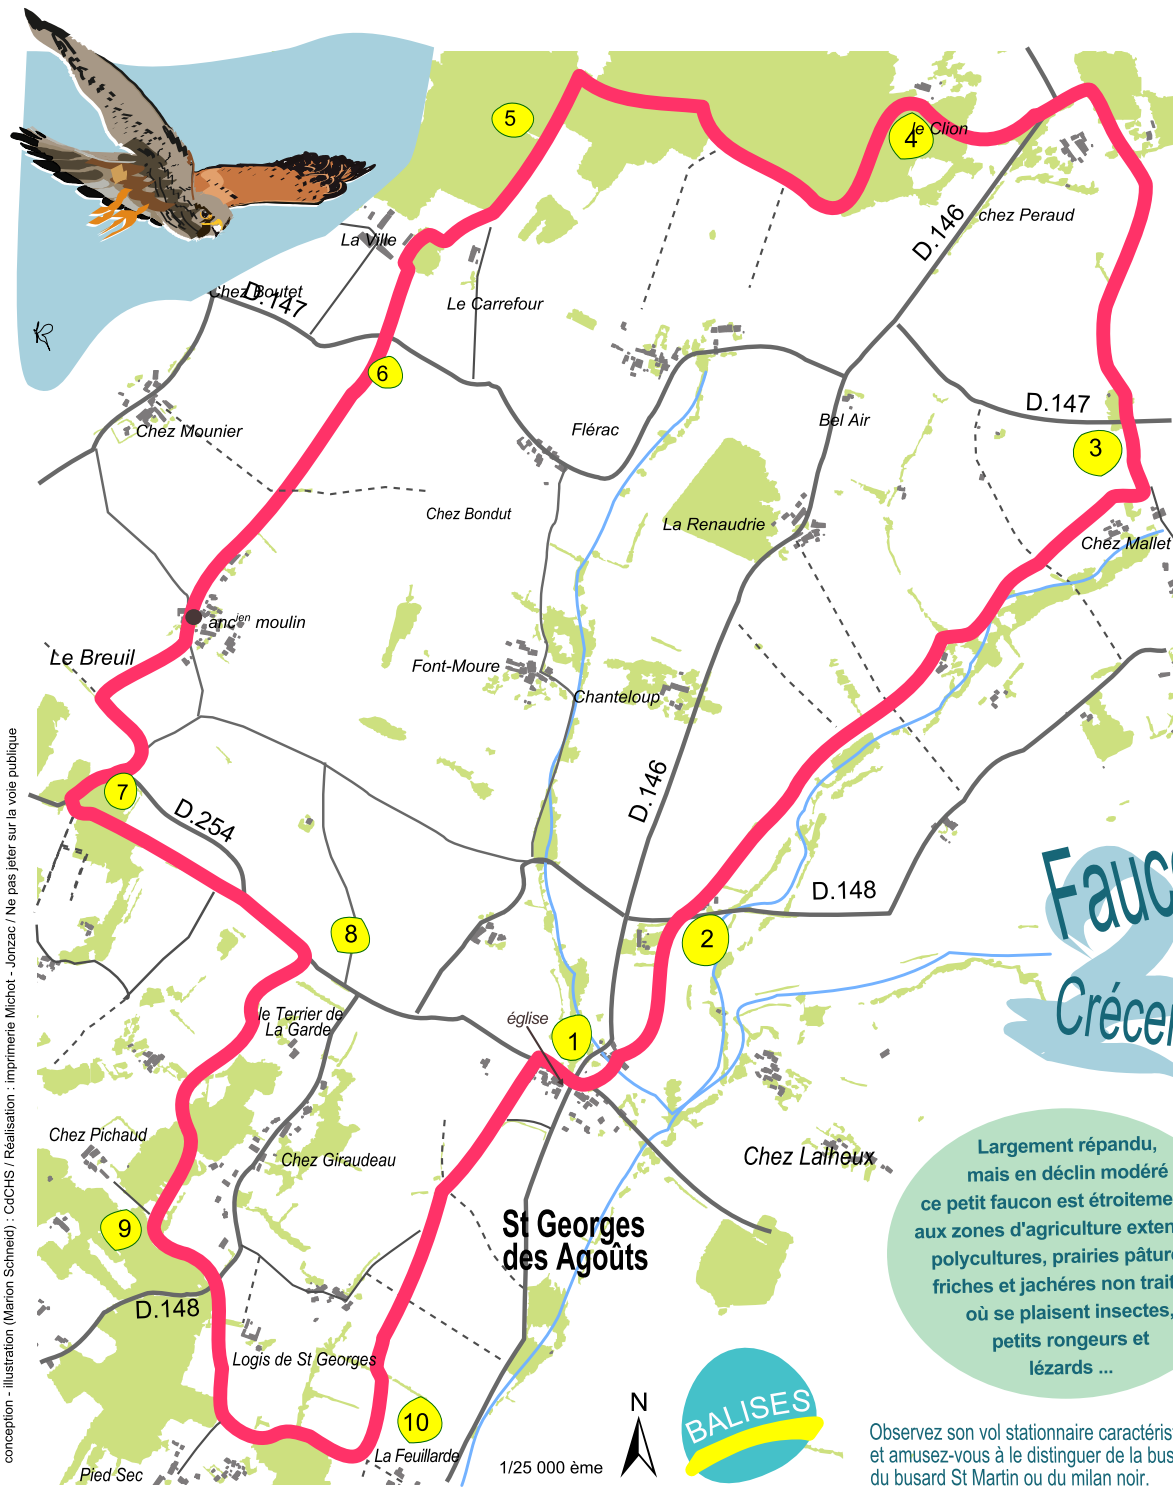 5
4
le Clion
La Ville
chez Peraud
D.146
Chez Boutet
D.147
Le Carrefour
6
D.147
Bel Air
Flérac
Chez Mounier
3
Chez Bondut
La Renaudrie
Chez Mallet
ancien moulin
Le Breuil
Font-Moure
Chanteloup
7
D.146
D.254
D.148
8
2
Fauc
Crécer
le Terrier de
La Garde
église
1
Chez Pichaud
Chez Giraudeau
Chez Lalheux
9
St Georges
des Agoûts
D.148
Logis de St Georges
10
La Feuillarde
Pied Sec
1/25 000 ème
N
BALISES
Largement répandu,
mais en déclin modéré
ce petit faucon est étroiteme
aux zones d'agriculture exten
polycultures, prairies pâtur
friches et jachéres non trait
où se plaisent insectes,
petits rongeurs et
lézards ...
Observez son vol stationnaire caractéris
et amusez-vous à le distinguer de la bus
du busard St Martin ou du milan noir.
conception - illustration (Marion Schneid) : CdCHS / Réalisation : imprimerie Michot - Jonzac / Ne pas jeter sur la voie publique